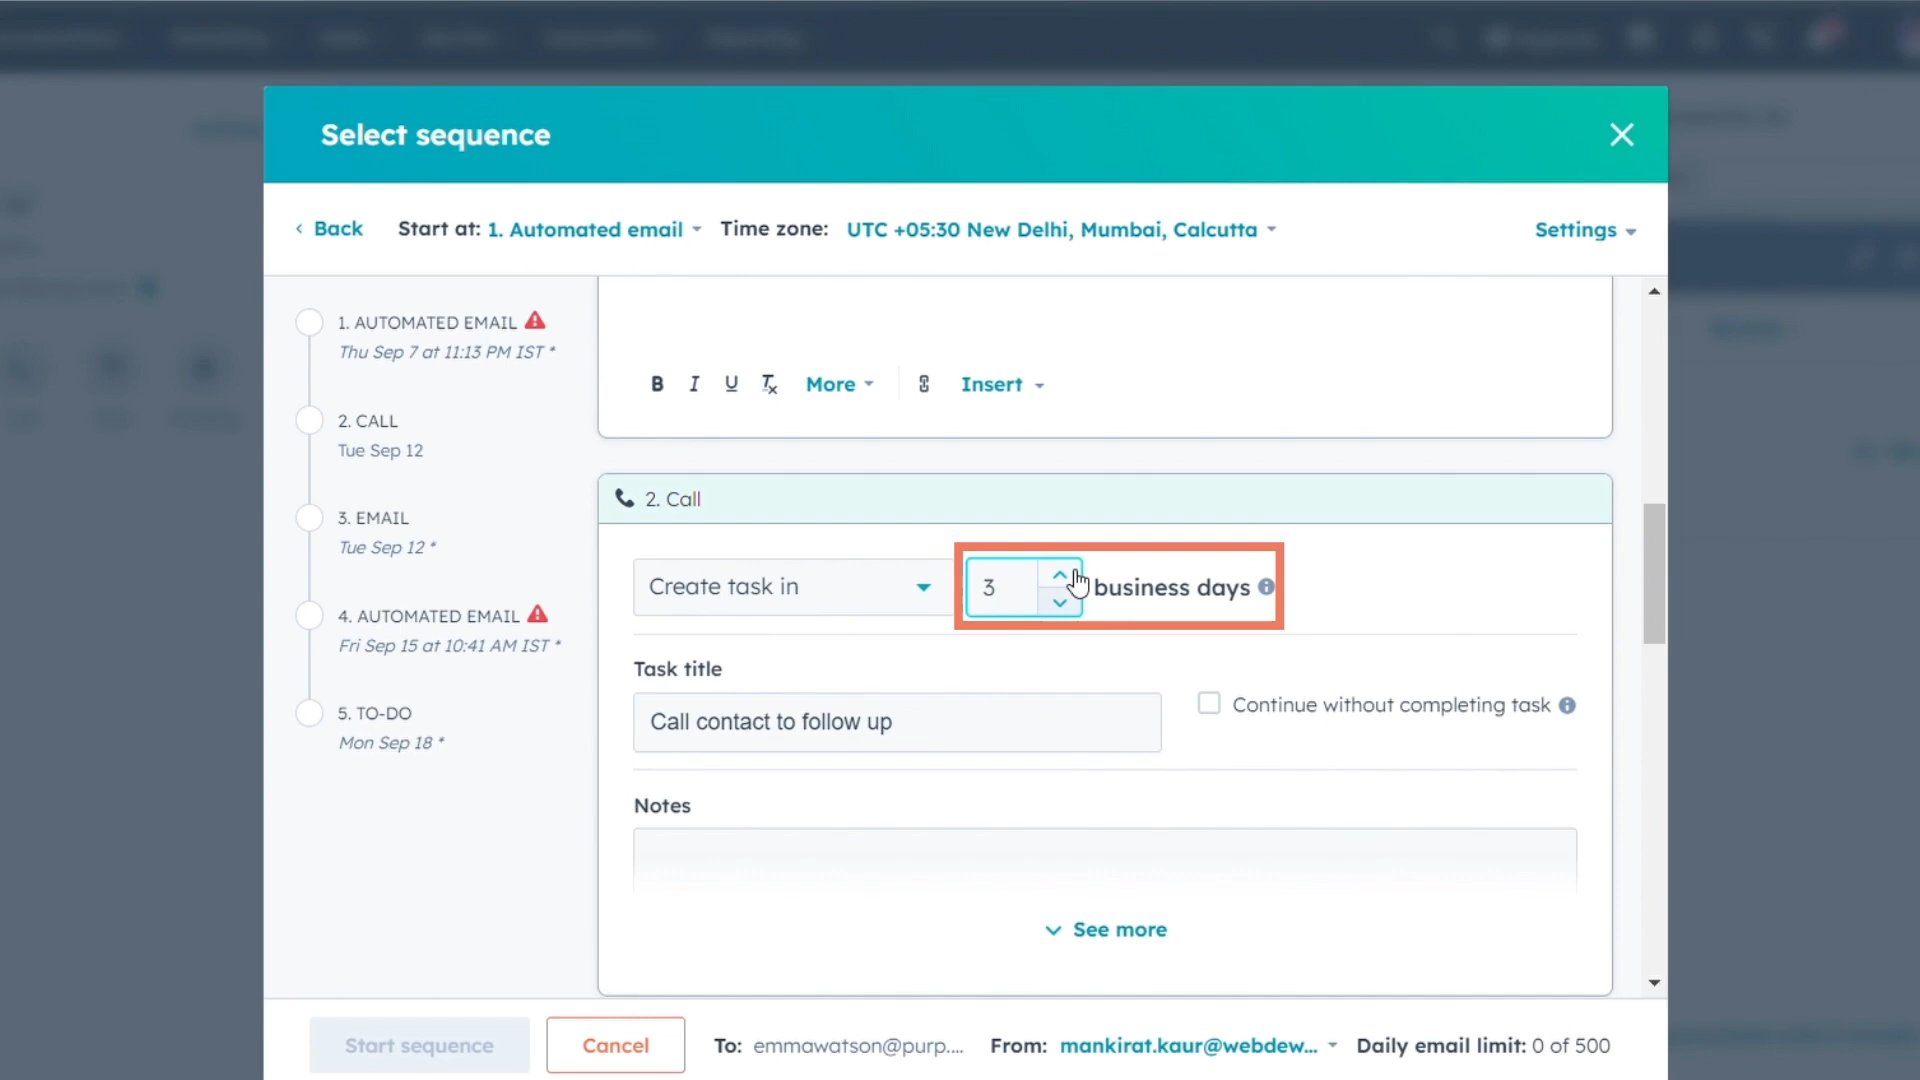 Select sequence
Back
Start at: 1. Automated email
Time zone: UTC +05:30 New Delhi, Mumbai, Calcutta
Settings
1. AUTOMATED EMAIL
Thu Sep 7 at 11:13 PM IST *
2. CALL
Tue Sep 12
3. EMAIL
Tue Sep 12 *
4. AUTOMATED EMAIL
Fri Sep 15 at 10:41 AM IST *
5. TO-DO
Mon Sep 18 *
B I U Tx More Insert
2. Call
Create task in 3 business days
Task title
Call contact to follow up
Continue without completing task
Notes
See more
Start sequence
Cancel
To: emmawatson@purp....
From: mankirat.kaur@webdew...
Daily email limit: 0 of 500